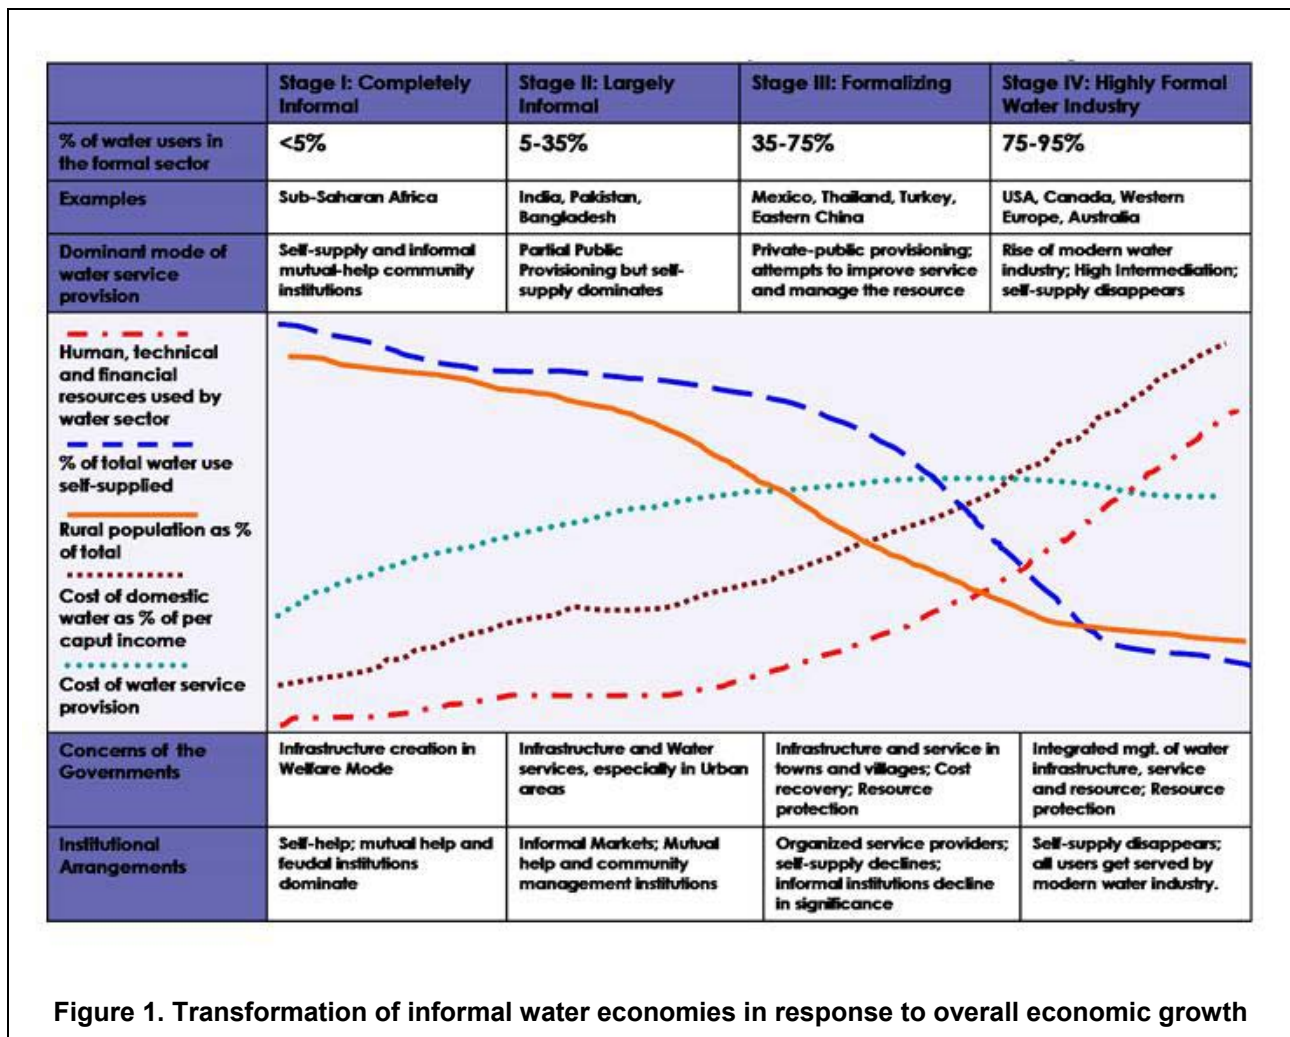 Stage I: Completely
Informal
Stage II: Largely
Informal
Stage III: Formalizing
Stage IV: Highly Formal
Water Industry
% of water users in
the formal sector
<5%
5-35%
35-75%
75-95%
Examples
Sub-Saharan Africa
India, Pakistan,
Bangladesh
Mexico, Thailand, Turkey,
Eastern China
USA, Canada, Western
Europe, Australia
Dominant mode of
water service
provision
Self-supply and informal
mutual-help community
institutions
Partial Public
Provisioning but self-
supply dominates
Private-public provisioning;
attempts to improve service
and manage the resource
Rise of modern water
industry; High Intermediation;
self-supply disappears
Human, technical
and financial
resources used by
water sector
% of total water use
self-supplied
Rural population as %
of total
Cost of domestic
water as % of per
caput income
Cost of water service
provision
Concerns of the
Governments
Infrastructure creation in
Welfare Mode
Infrastructure and Water
services, especially in Urban
areas
Infrastructure and service in
towns and villages; Cost
recovery; Resource
protection
Integrated mgt. of water
infrastructure, service
and resource; Resource
protection
Institutional
Arrangements
Self-help; mutual help and
feudal institutions
dominate
Informal Markets; Mutual
help and community
management institutions
Organized service providers;
self-supply declines;
informal institutions decline
in significance
Self-supply disappears;
all users get served by
modern water industry.
Figure 1. Transformation of informal water economies in response to overall economic growth